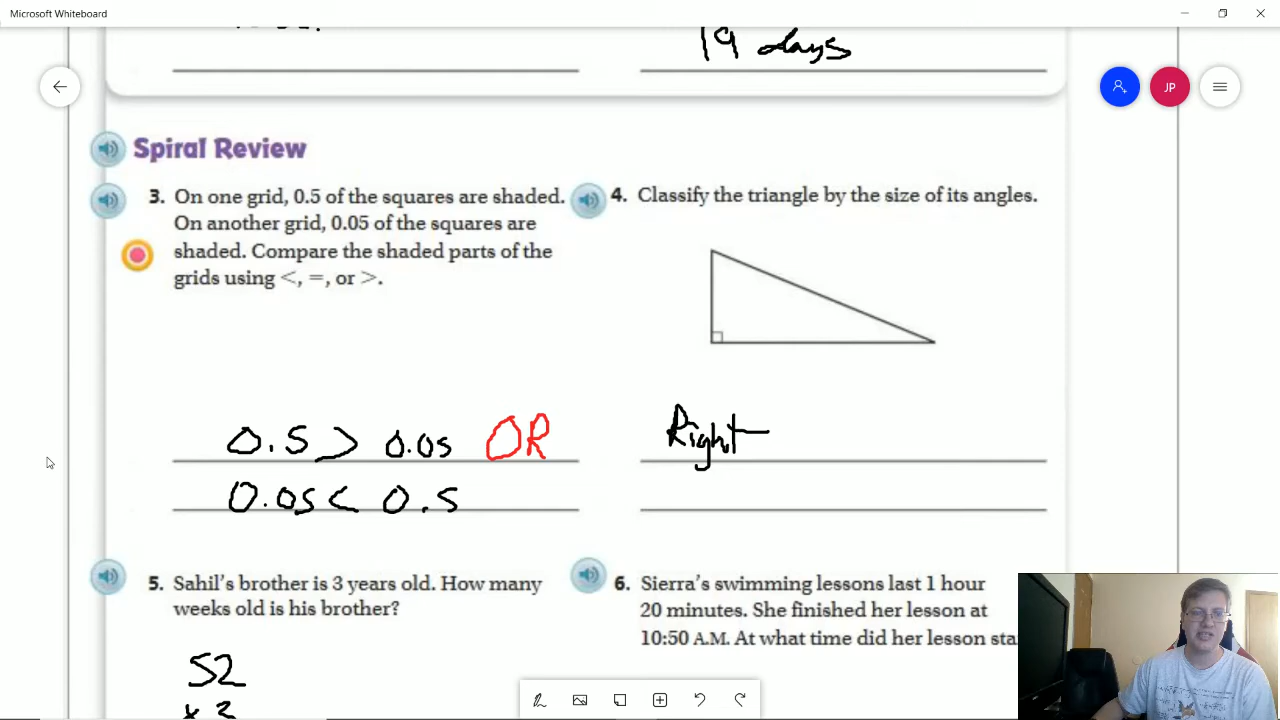 Microsoft Whiteboard
19 days
JP
Spiral Review
3. On one grid, 0.5 of the squares are shaded.
On another grid, 0.05 of the squares are
shaded. Compare the shaded parts of the
grids using <, =, or >.
0.5 > 0.05 OR
0.05 < 0.5
4. Classify the triangle by the size of its angles.
Right
5. Sahil's brother is 3 years old. How many
weeks old is his brother?
52
x 3
6. Sierra's swimming lessons last 1 hour
20 minutes. She finished her lesson at
10:50 A.M. At what time did her lesson